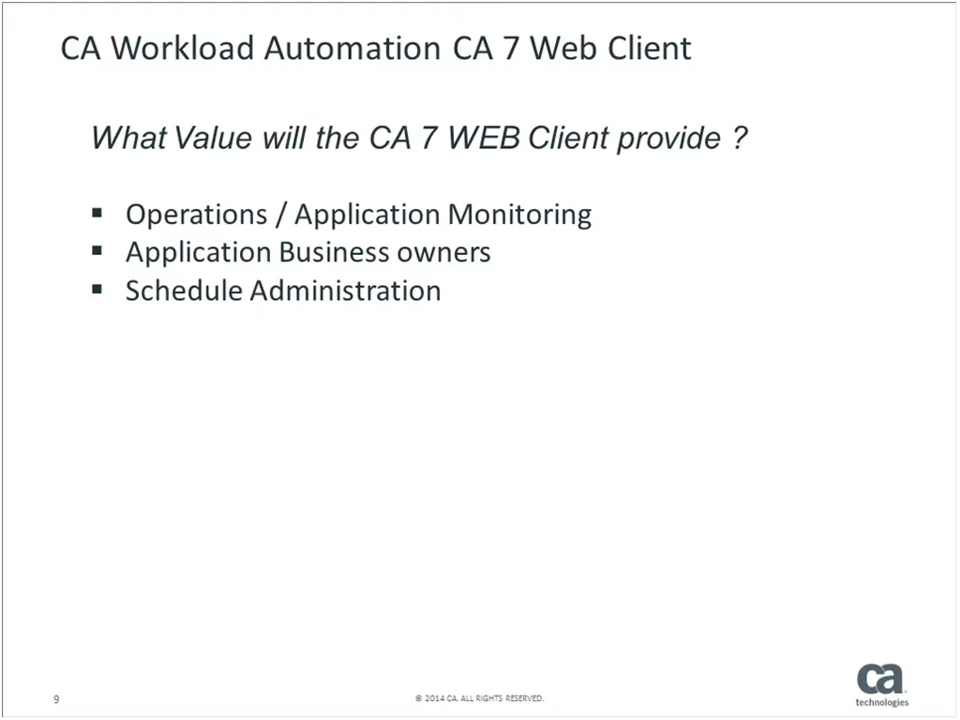 CA Workload Automation CA 7 Web Client
What Value will the CA 7 WEB Client provide ?
▪ Operations / Application Monitoring
▪ Application Business owners
▪ Schedule Administration
9
© 2014 CA. ALL RIGHTS RESERVED.
ca
technologies